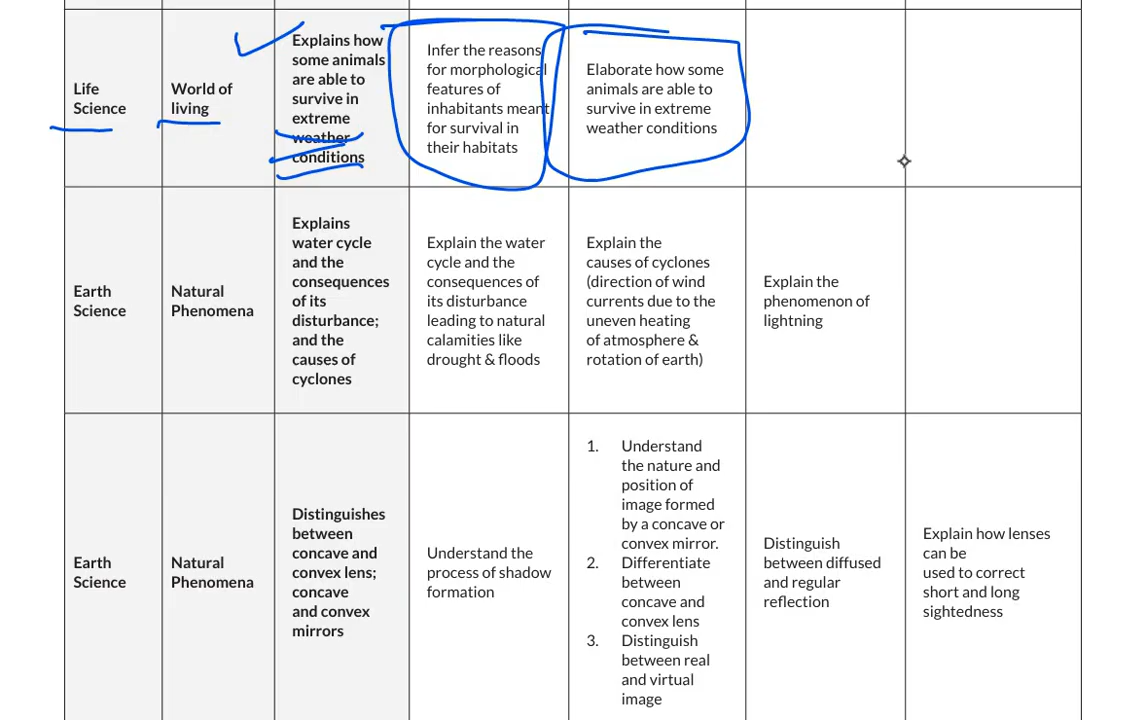 Life
Science
World of
living
Explains how
some animals
are able to
survive in
extreme
weather
conditions
Infer the reasons
for morphological
features of
inhabitants meant
for survival in
their habitats
Elaborate how some
animals are able to
survive in extreme
weather conditions
Earth
Science
Natural
Phenomena
Explains
water cycle
and the
consequences
of its
disturbance;
and the
causes of
cyclones
Explain the water
cycle and the
consequences of
its disturbance
leading to natural
calamities like
drought & floods
Explain the
causes of cyclones
(direction of wind
currents due to the
uneven heating
of atmosphere &
rotation of earth)
Explain the
phenomenon of
lightning
Earth
Science
Natural
Phenomena
Distinguishes
between
concave and
convex lens;
concave
and convex
mirrors
Understand the
process of shadow
formation
1. Understand
the nature and
position of
image formed
by a concave or
convex mirror.
2. Differentiate
between
concave and
convex lens
3. Distinguish
between real
and virtual
image
Distinguish
between diffused
and regular
reflection
Explain how lenses
can be
used to correct
short and long
sightedness